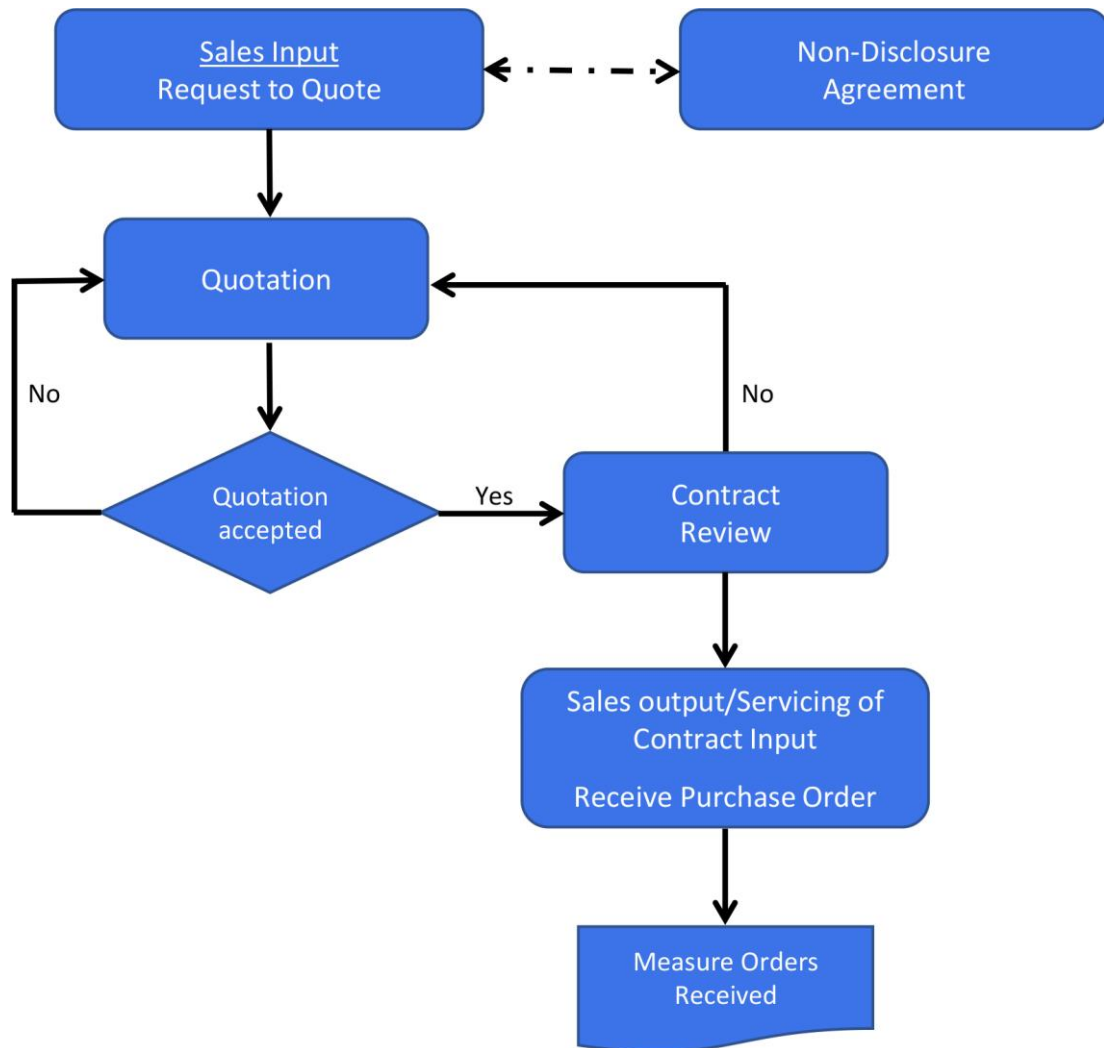 Sales Input
Request to Quote
Non-Disclosure
Agreement
Quotation
No
No
Quotation
accepted
Yes
Contract
Review
Sales output/Servicing of
Contract Input
Receive Purchase Order
Measure Orders
Received